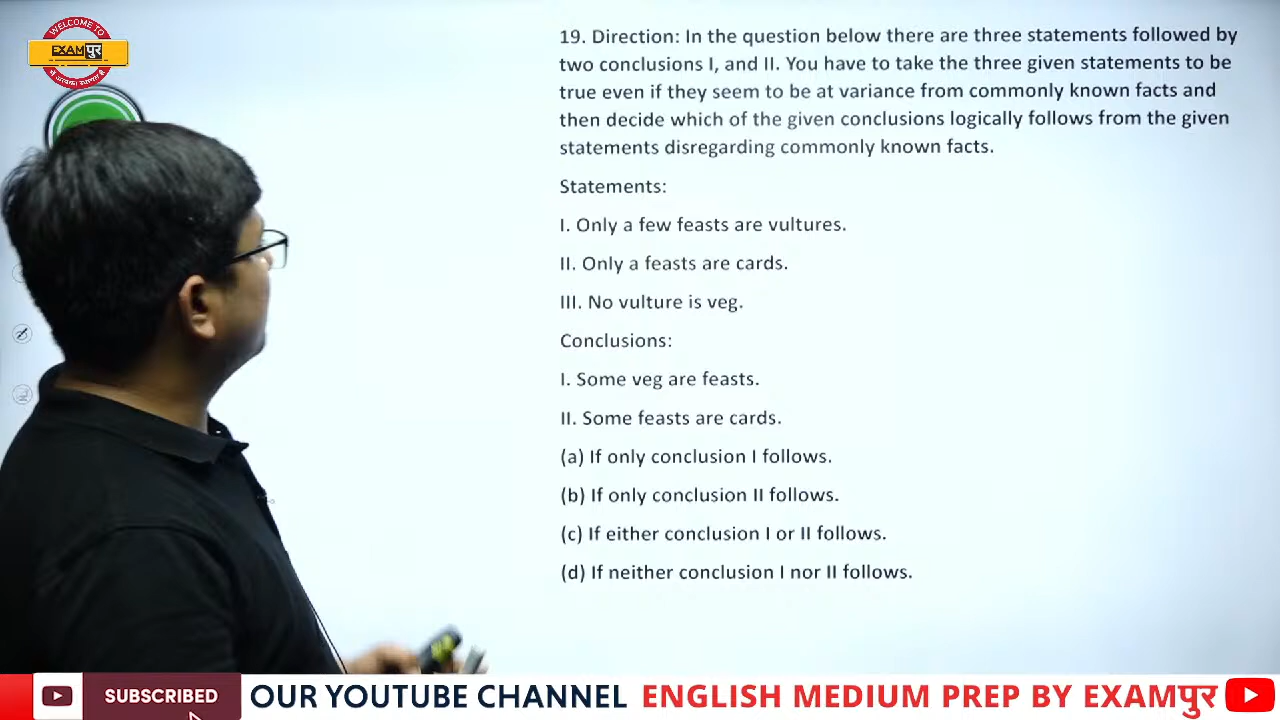 WELCOME TO
EXAMपुर
19. Direction: In the question below there are three statements followed by
two conclusions I, and II. You have to take the three given statements to be
true even if they seem to be at variance from commonly known facts and
then decide which of the given conclusions logically follows from the given
statements disregarding commonly known facts.
Statements:
I. Only a few feasts are vultures.
II. Only a feasts are cards.
III. No vulture is veg.
Conclusions:
I. Some veg are feasts.
II. Some feasts are cards.
(a) If only conclusion I follows.
(b) If only conclusion II follows.
(c) If either conclusion I or II follows.
(d) If neither conclusion I nor II follows.
SUBSCRIBED
OUR YOUTUBE CHANNEL ENGLISH MEDIUM PREP BY EXAMपुर